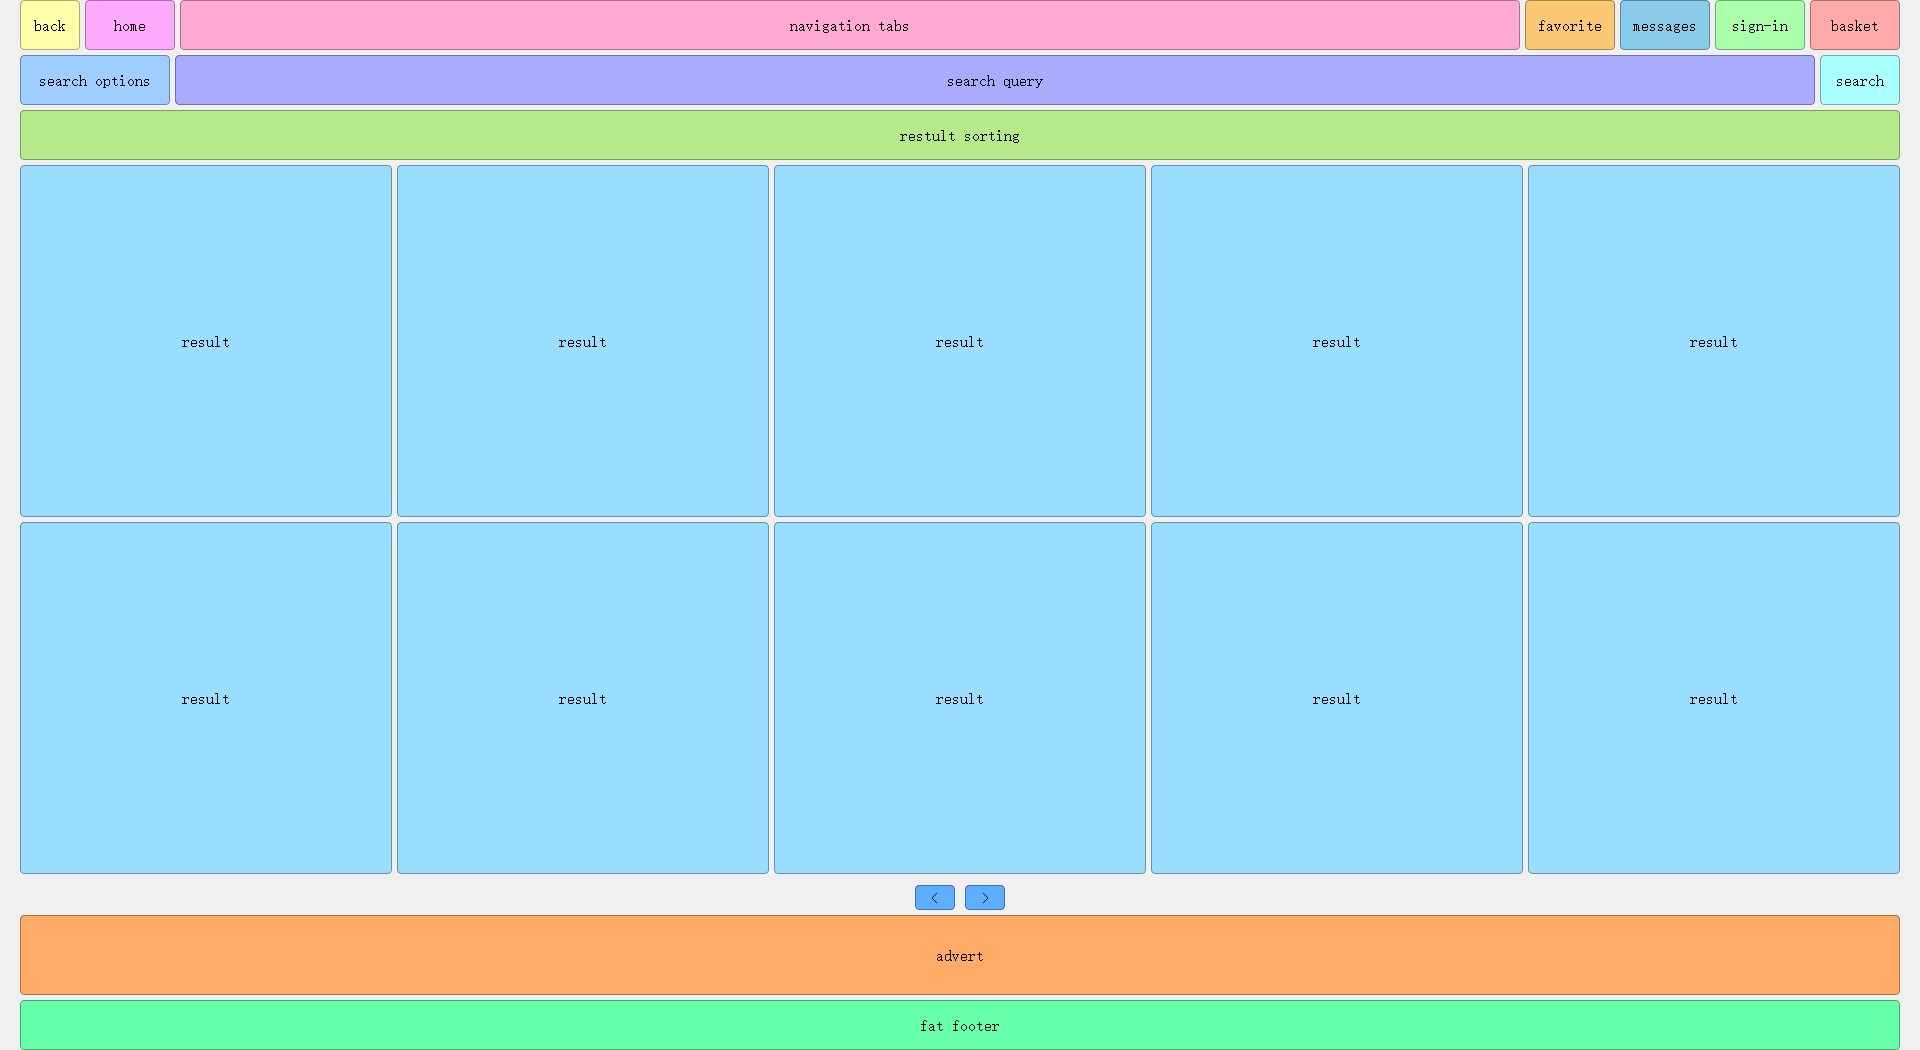 back home navigation tabs favorite messages sign-in basket
search options search query search
restult sorting
result result result result result
result result result result result
< >
advert
fat footer